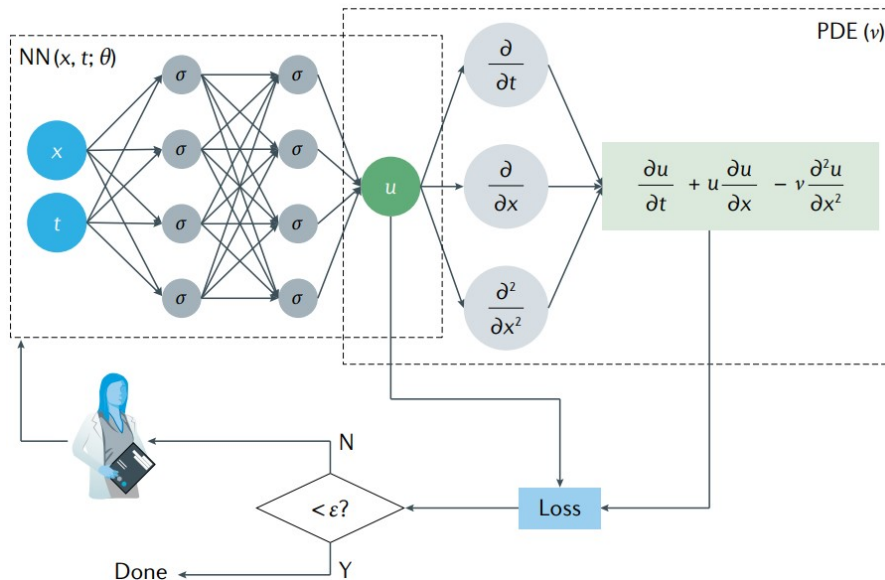 NN (x, t; θ)
PDE (ν)
x
t
σ
σ
σ
σ
σ
σ
σ
σ
u
∂/∂t
∂/∂x
∂²/∂x²
∂u/∂t + u ∂u/∂x − ν ∂²u/∂x²
Loss
< ε?
N
Y
Done